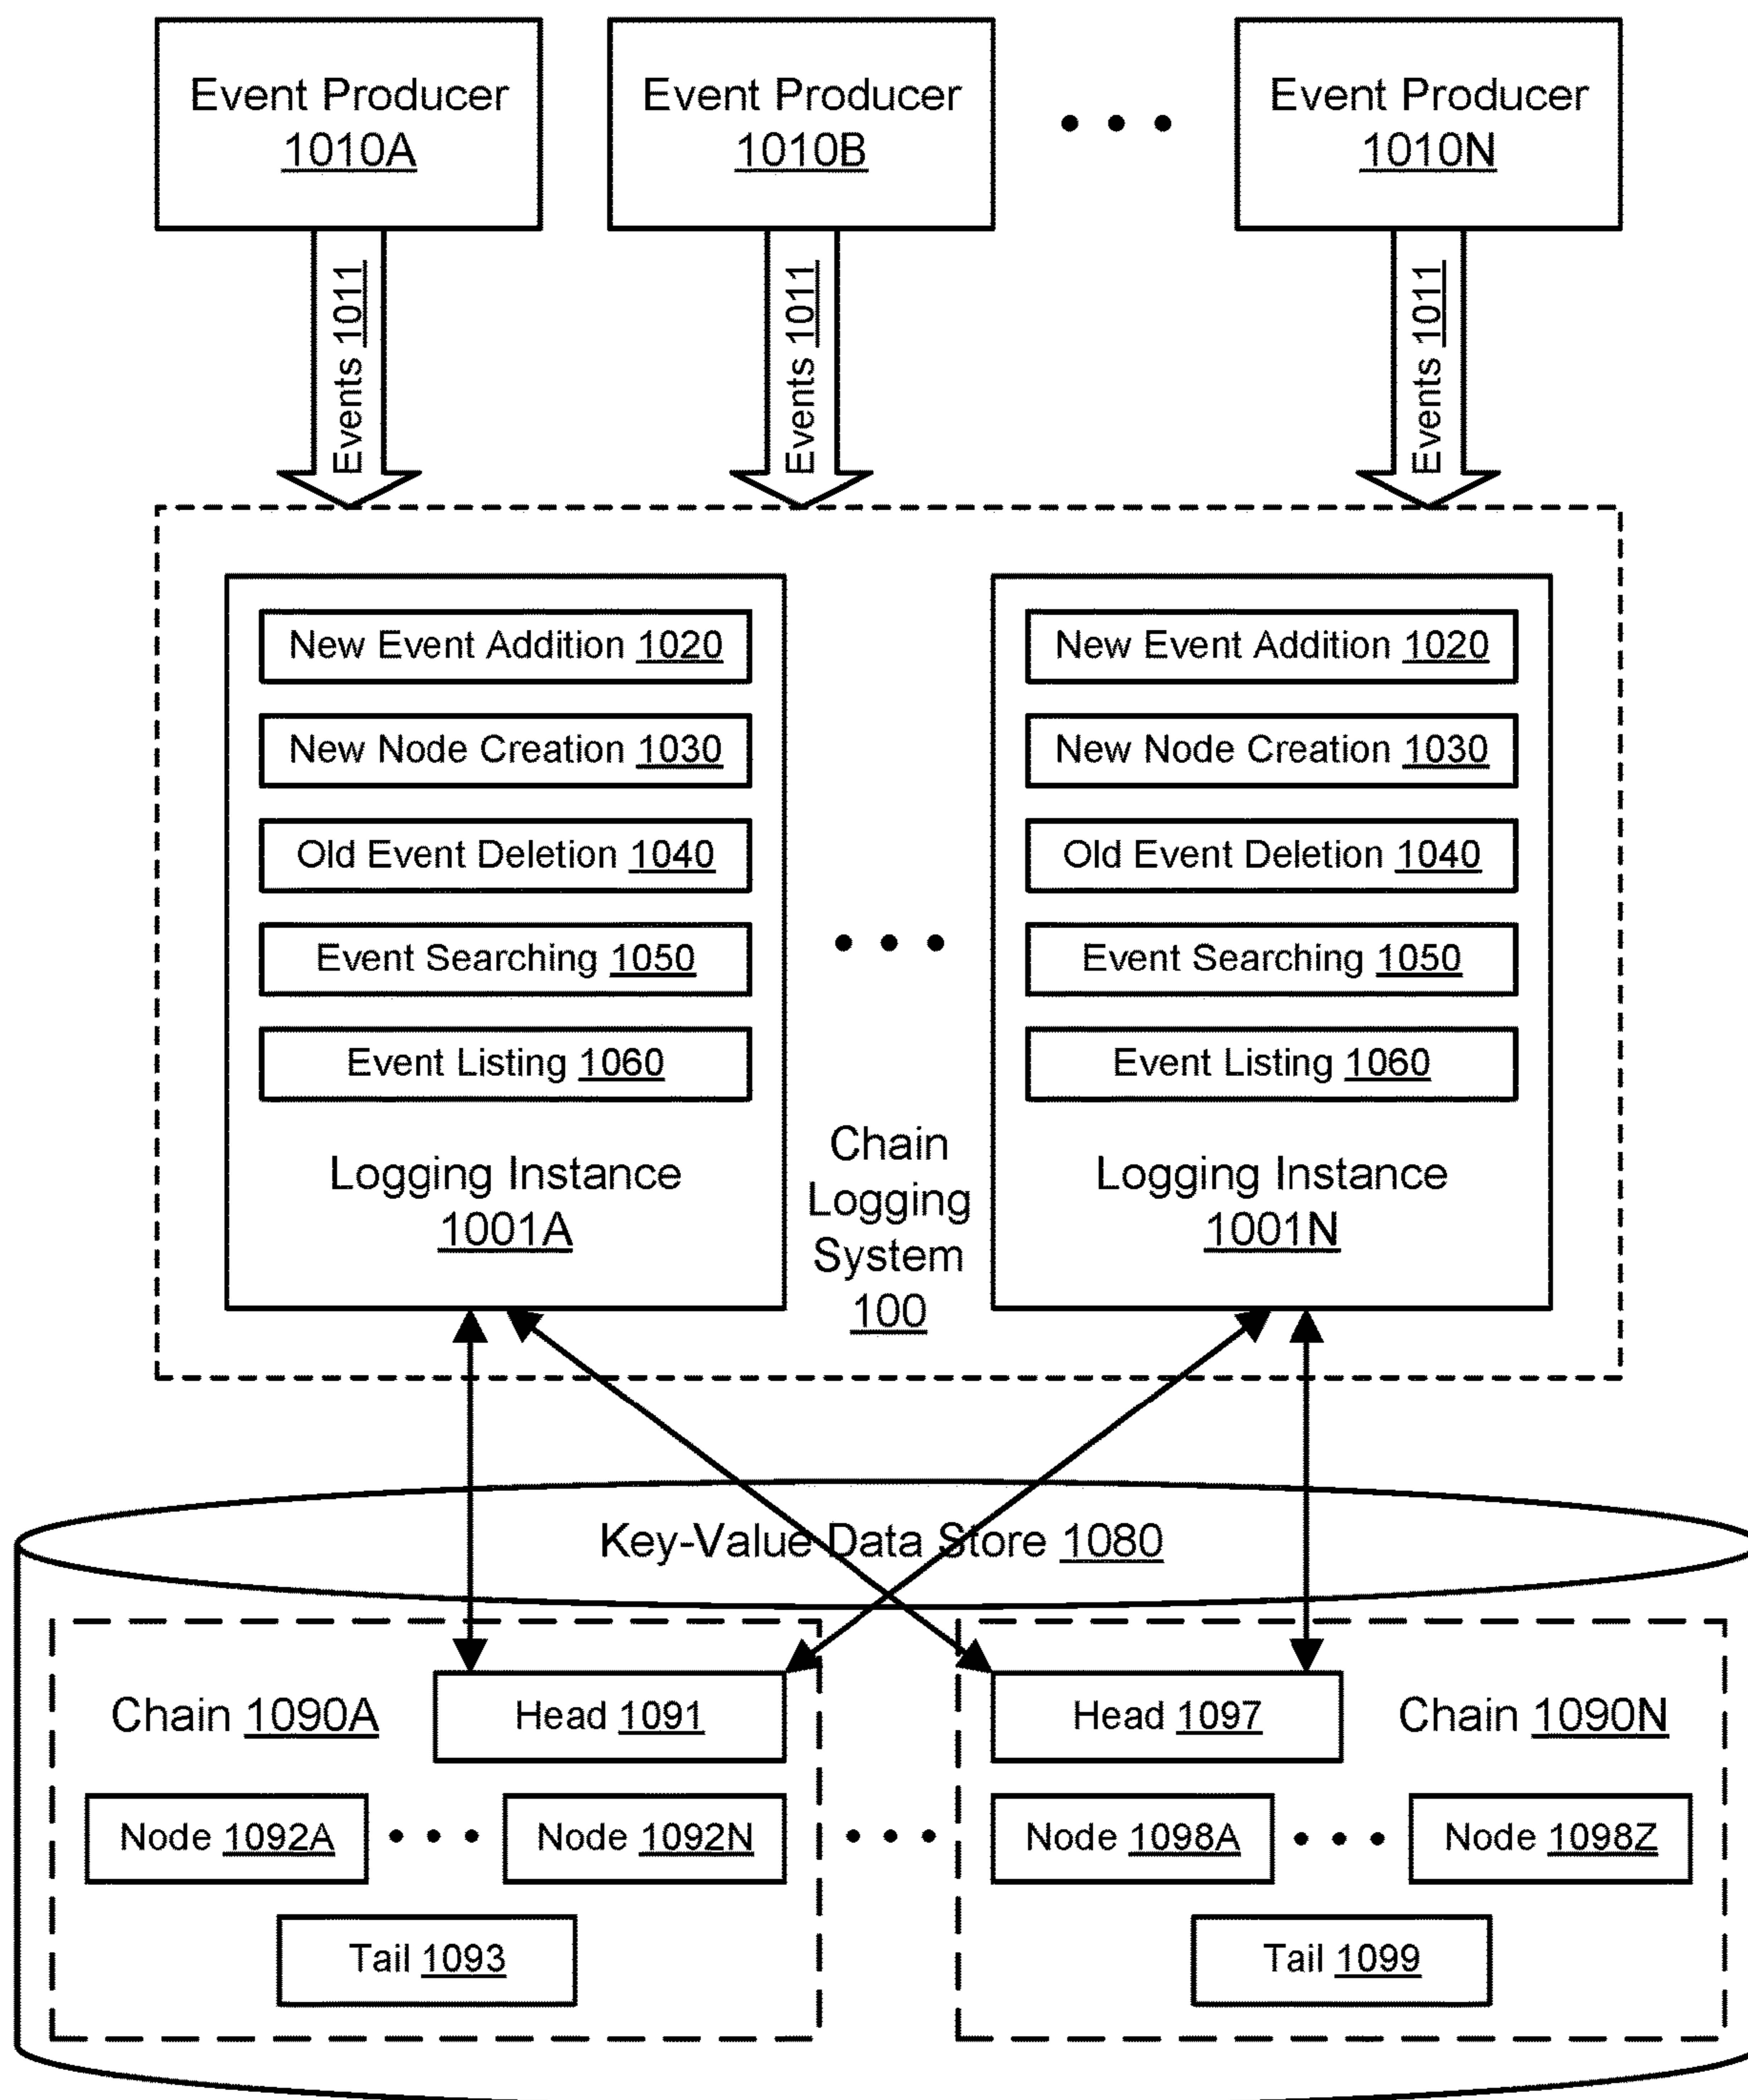 Event Producer
1010A
Event Producer
1010B
Event Producer
1010N
Events 1011
Events 1011
Events 1011
New Event Addition 1020
New Node Creation 1030
Old Event Deletion 1040
Event Searching 1050
Event Listing 1060
Logging Instance
1001A
Chain
Logging
System
100
New Event Addition 1020
New Node Creation 1030
Old Event Deletion 1040
Event Searching 1050
Event Listing 1060
Logging Instance
1001N
Key-Value Data Store 1080
Chain 1090A
Head 1091
Node 1092A
Node 1092N
Tail 1093
Head 1097
Chain 1090N
Node 1098A
Node 1098Z
Tail 1099